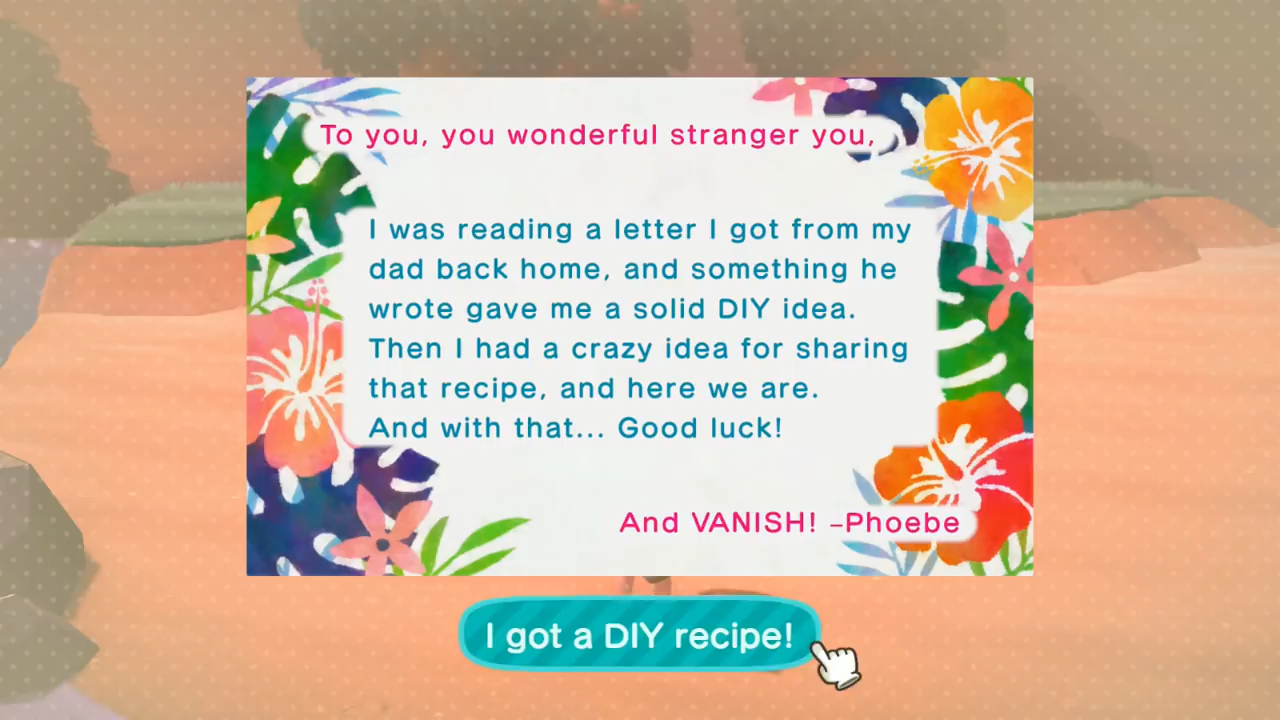 To you, you wonderful stranger you,
I was reading a letter I got from my
dad back home, and something he
wrote gave me a solid DIY idea.
Then I had a crazy idea for sharing
that recipe, and here we are.
And with that... Good luck!
And VANISH! –Phoebe
I got a DIY recipe!